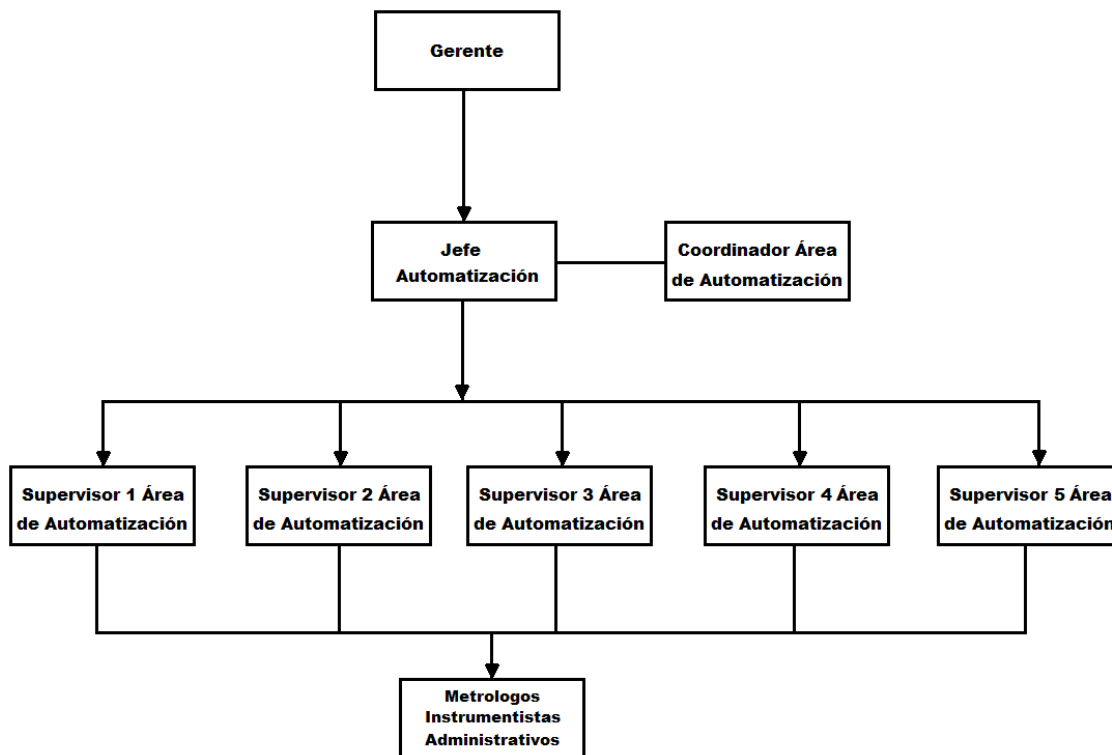 Gerente
Jefe
Automatización
Coordinador Área
de Automatización
Supervisor 1 Área
de Automatización
Supervisor 2 Área
de Automatización
Supervisor 3 Área
de Automatización
Supervisor 4 Área
de Automatización
Supervisor 5 Área
de Automatización
Metrologos
Instrumentistas
Administrativos